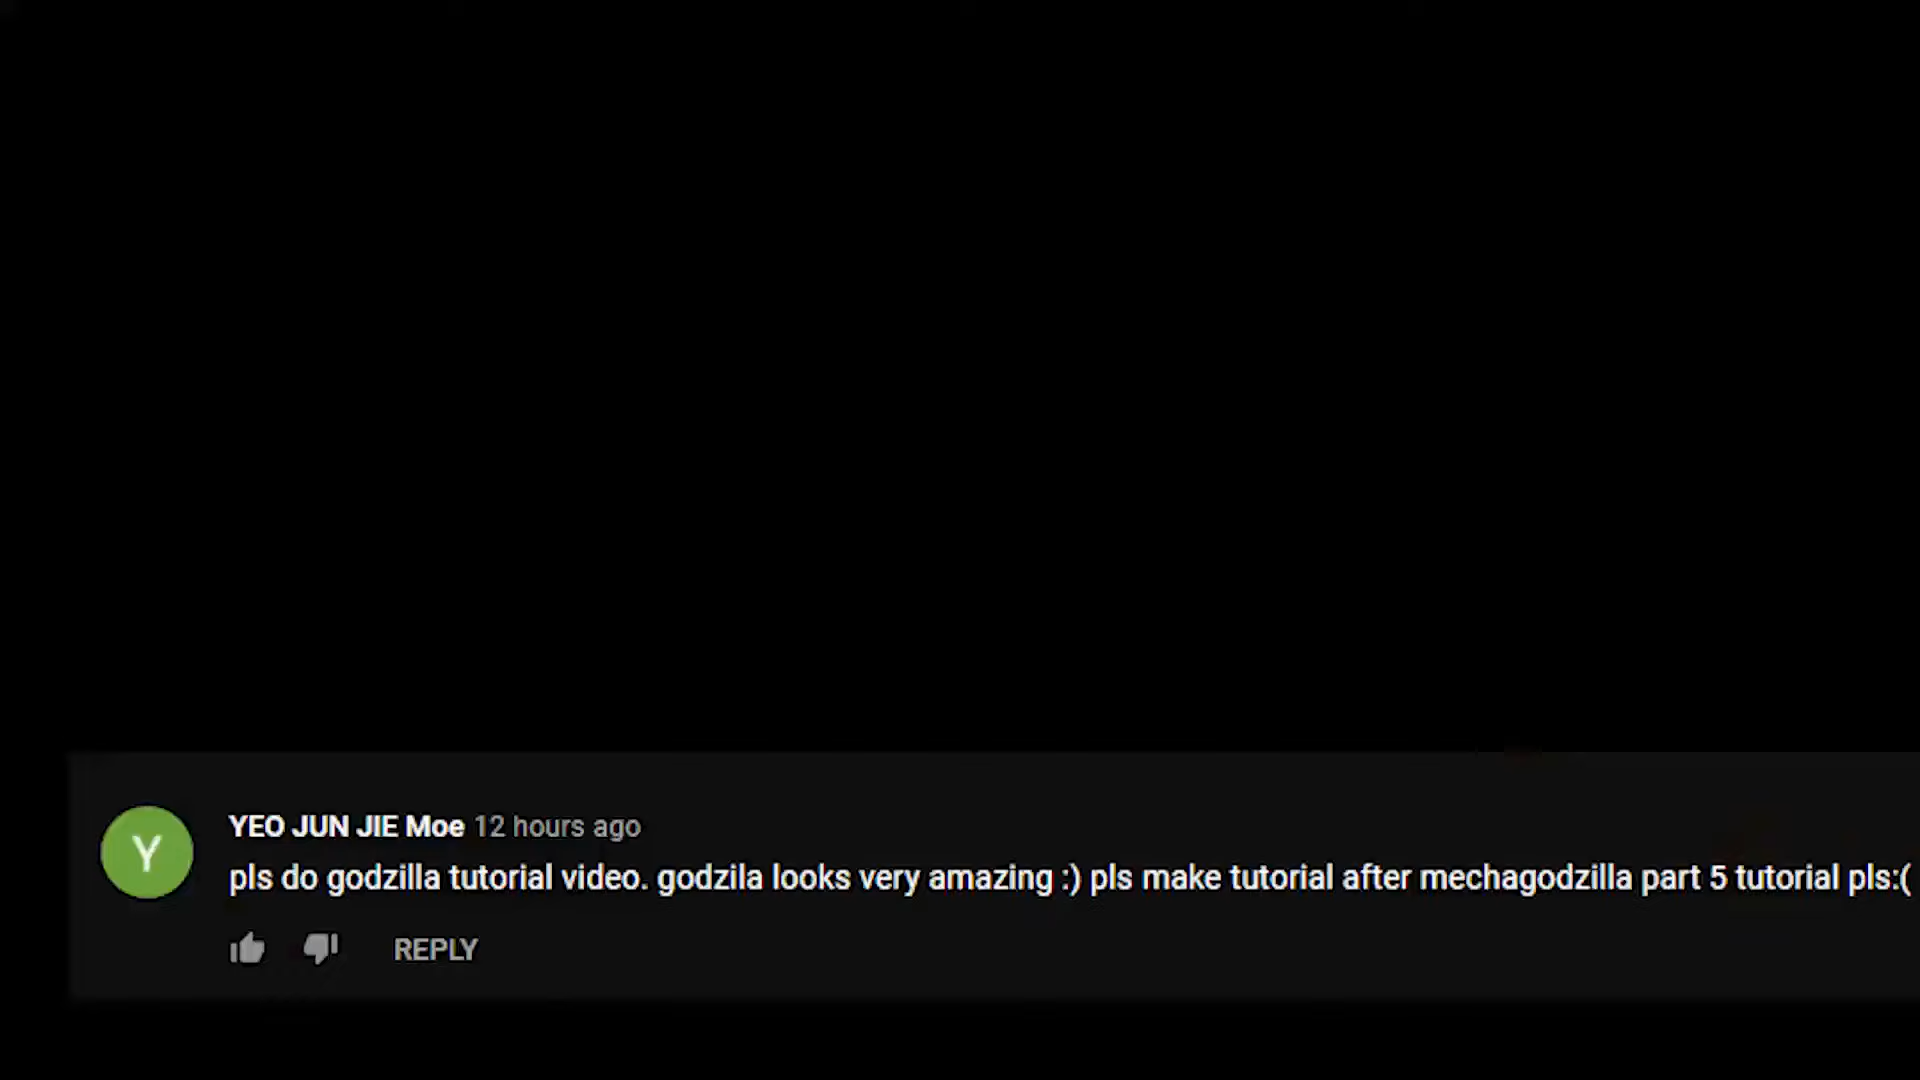 Y
YEO JUN JIE Moe 12 hours ago
pls do godzilla tutorial video. godzila looks very amazing :) pls make tutorial after mechagodzilla part 5 tutorial pls:(
REPLY